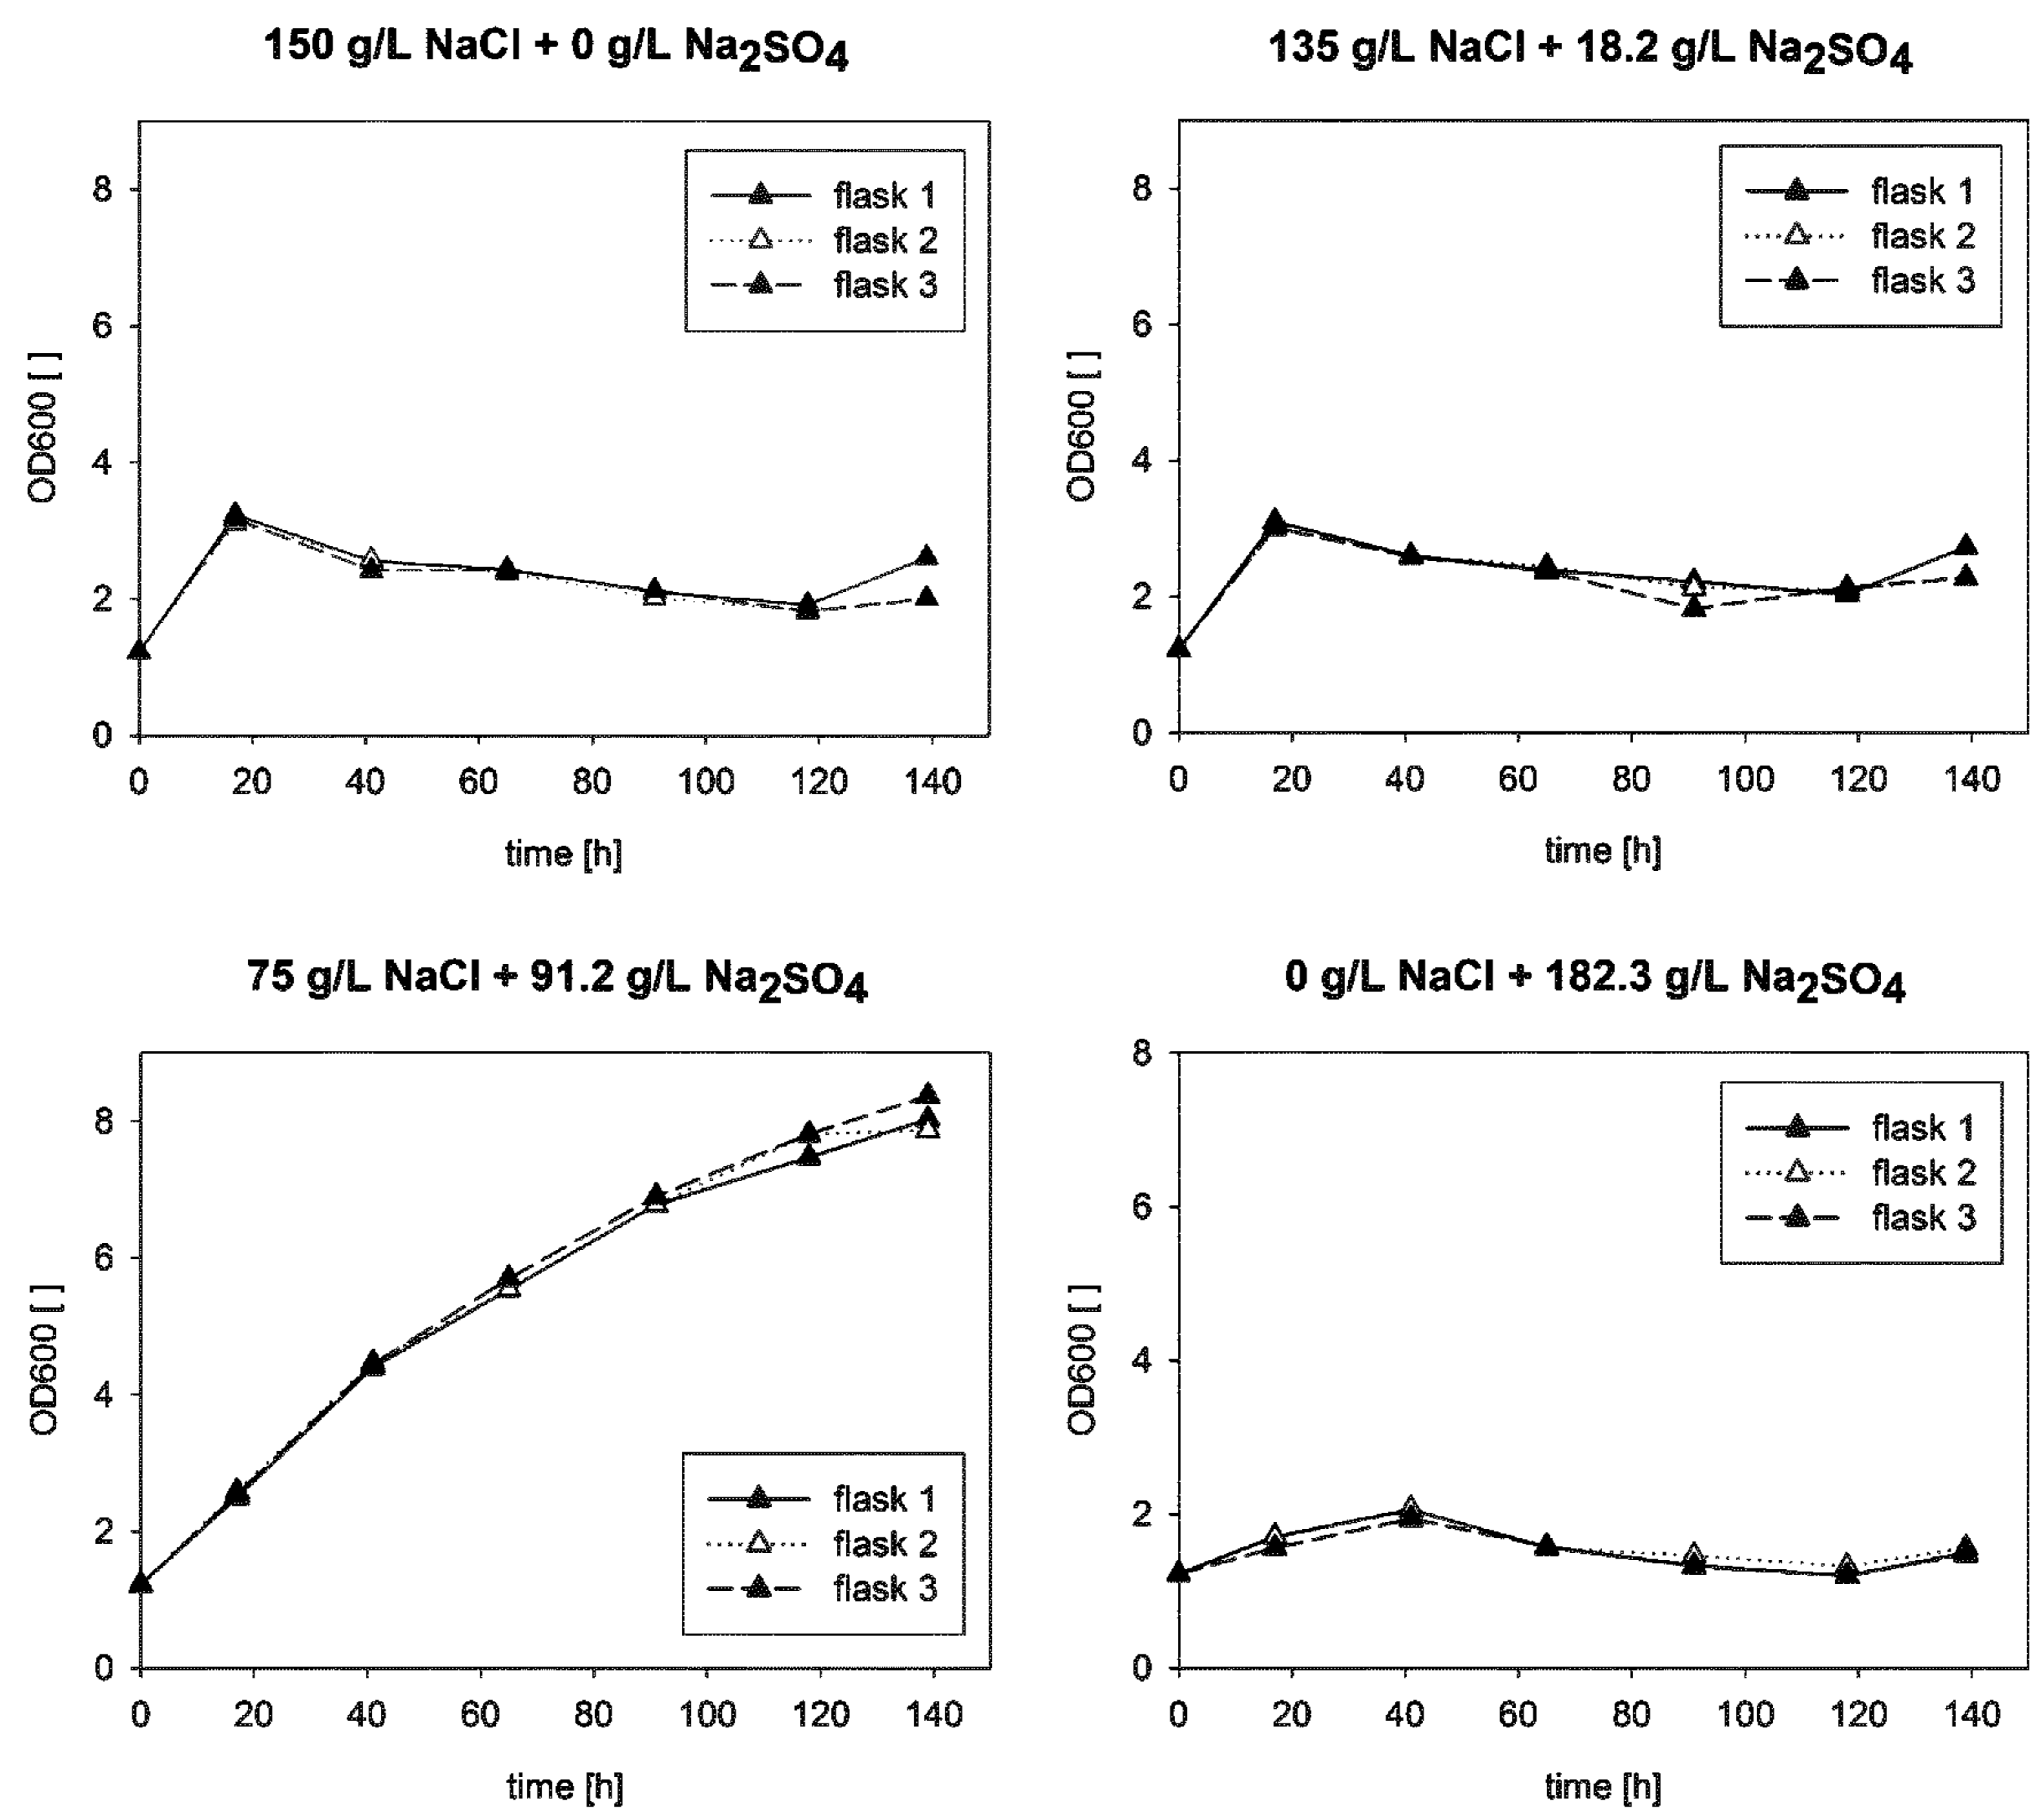 150 g/L NaCl + 0 g/L Na2SO4
8
6
4
2
0
OD600 [ ]
flask 1
flask 2
flask 3
0 20 40 60 80 100 120 140
time [h]
135 g/L NaCl + 18.2 g/L Na2SO4
8
6
4
2
0
OD600 [ ]
flask 1
flask 2
flask 3
0 20 40 60 80 100 120 140
time [h]
75 g/L NaCl + 91.2 g/L Na2SO4
8
6
4
2
0
OD600 [ ]
flask 1
flask 2
flask 3
0 20 40 60 80 100 120 140
time [h]
0 g/L NaCl + 182.3 g/L Na2SO4
8
6
4
2
0
OD600 [ ]
flask 1
flask 2
flask 3
0 20 40 60 80 100 120 140
time [h]